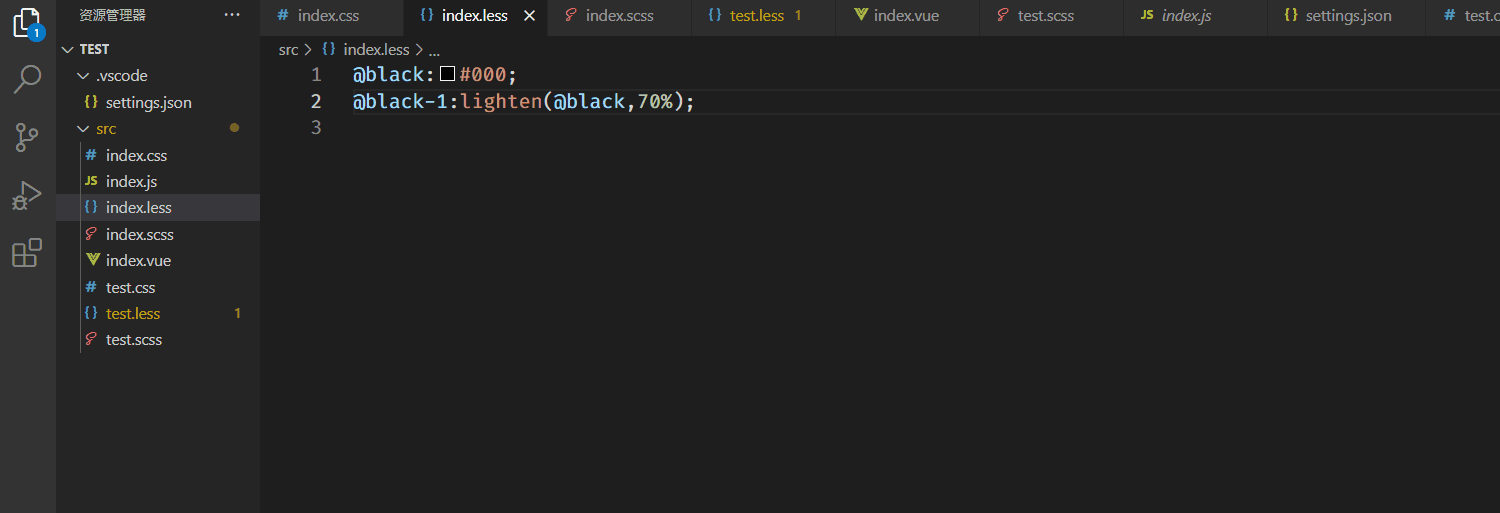 资源管理器 ···
index.css
index.less
index.scss
test.less 1
index.vue
test.scss
JS index.js
settings.json
test.c
1
TEST
.vscode
settings.json
src
index.css
JS index.js
index.less
index.scss
index.vue
test.css
test.less 1
test.scss
src > index.less > ...
1 @black:#000;
2 @black-1:lighten(@black,70%);
3